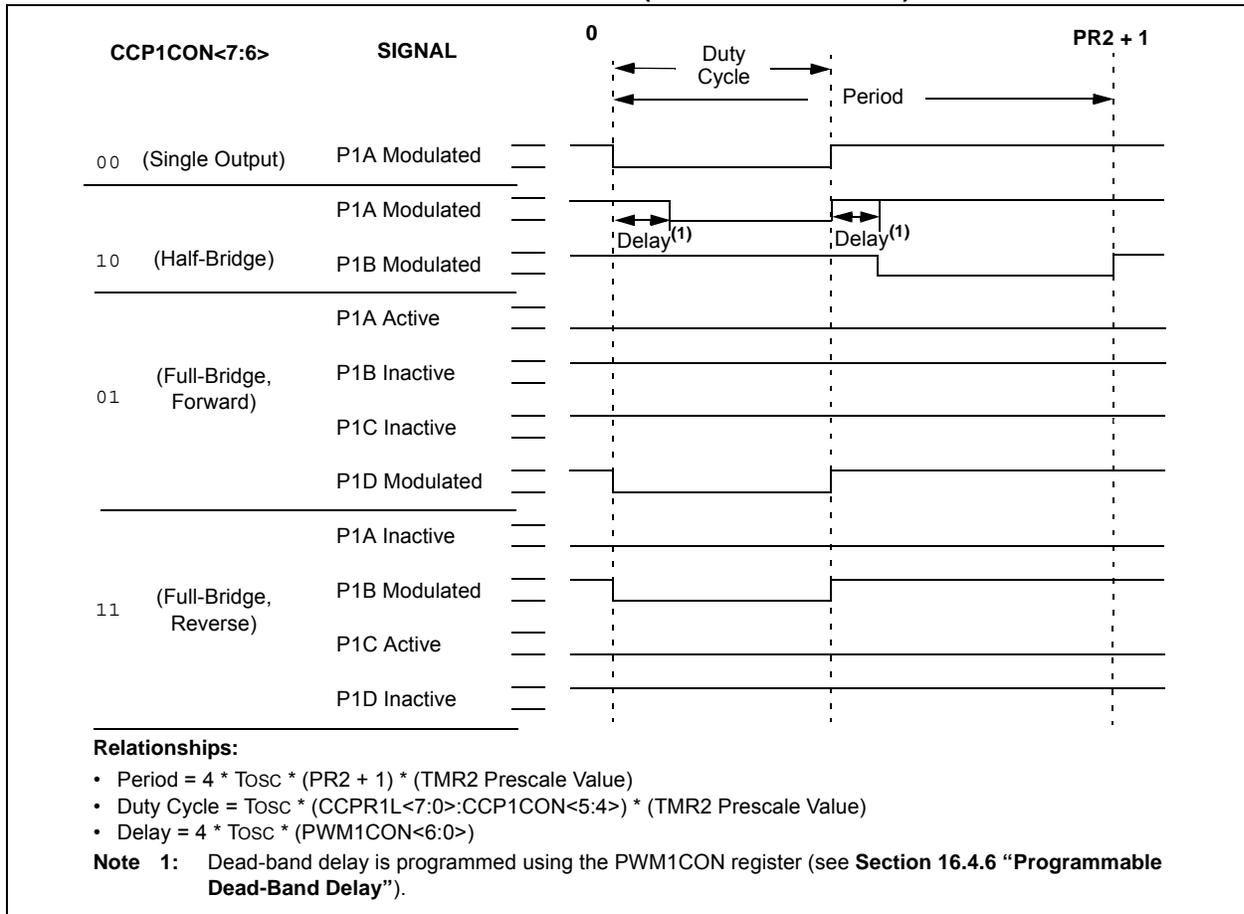 0
PR2 + 1
CCP1CON<7:6>
SIGNAL
Duty
Cycle
Period
00 (Single Output) P1A Modulated
P1A Modulated
Delay(1) Delay(1)
10 (Half-Bridge) P1B Modulated
P1A Active
P1B Inactive
01 (Full-Bridge,
Forward)
P1C Inactive
P1D Modulated
P1A Inactive
P1B Modulated
11 (Full-Bridge,
Reverse)
P1C Active
P1D Inactive
Relationships:
• Period = 4 * TOSC * (PR2 + 1) * (TMR2 Prescale Value)
• Duty Cycle = TOSC * (CCPR1L<7:0>:CCP1CON<5:4>) * (TMR2 Prescale Value)
• Delay = 4 * TOSC * (PWM1CON<6:0>)
Note 1: Dead-band delay is programmed using the PWM1CON register (see Section 16.4.6 “Programmable
Dead-Band Delay”).